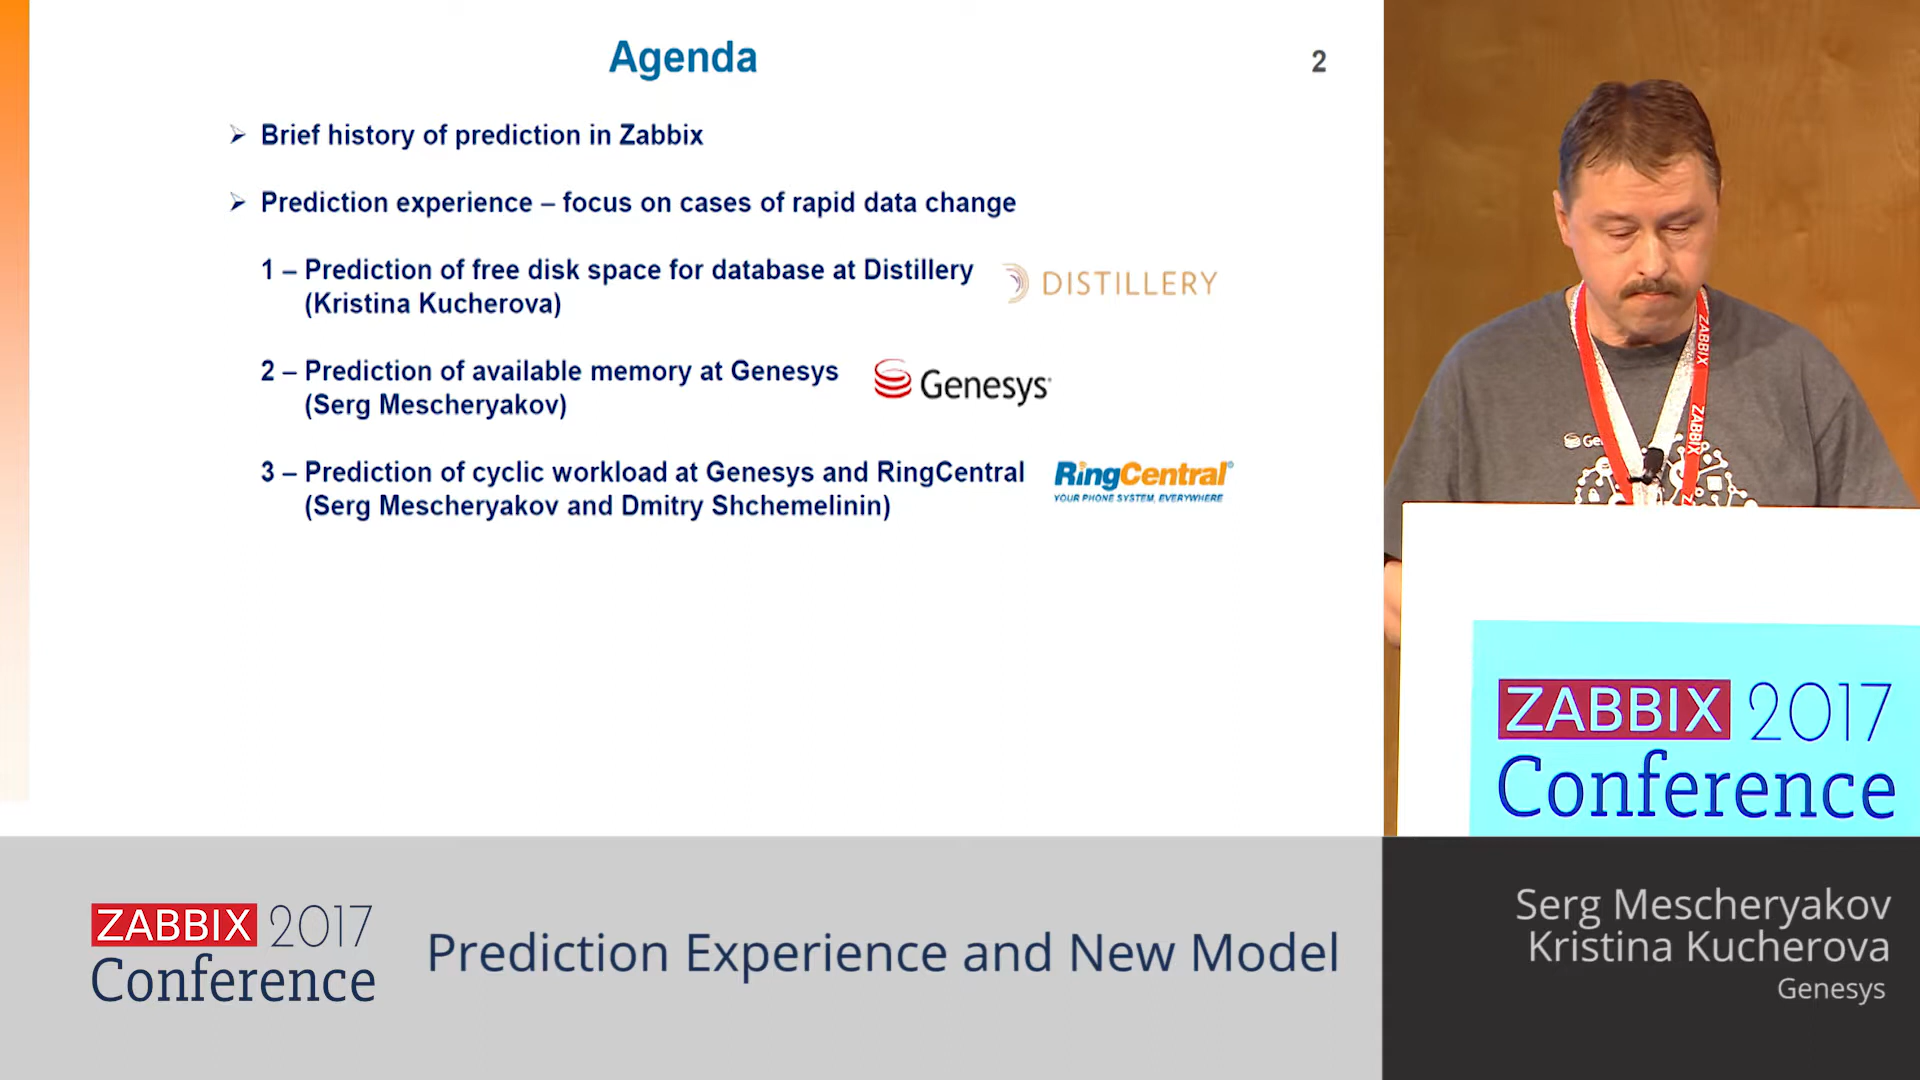 Agenda
2
Brief history of prediction in Zabbix
Prediction experience – focus on cases of rapid data change
1 – Prediction of free disk space for database at Distillery
(Kristina Kucherova)
DISTILLERY
2 – Prediction of available memory at Genesys
(Serg Mescheryakov)
Genesys
3 – Prediction of cyclic workload at Genesys and RingCentral
(Serg Mescheryakov and Dmitry Shchemelinin)
RingCentral®
YOUR PHONE SYSTEM, EVERYWHERE
ZABBIX
ZABBIX
Ge
ZABBIX 2017
Conference
ZABBIX 2017
Conference
Prediction Experience and New Model
Serg Mescheryakov
Kristina Kucherova
Genesys